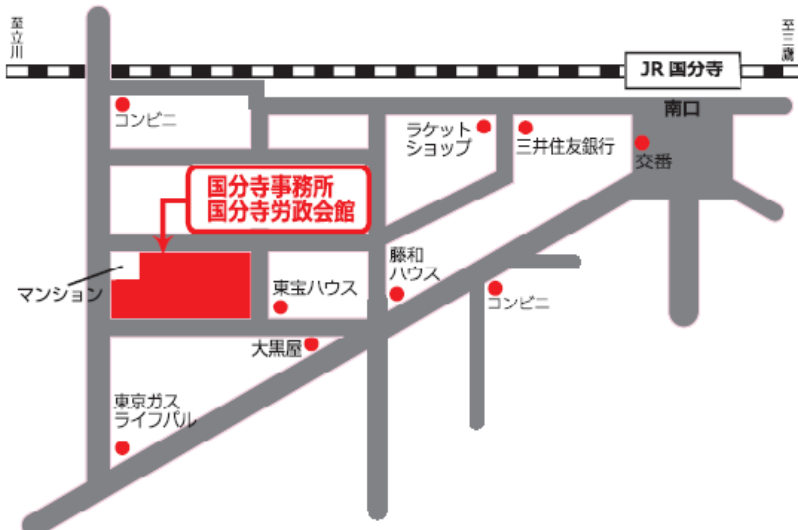 至立川
至三鷹
JR 国分寺
南口
コンビニ
ラケット
ショップ
三井住友銀行
交番
国分寺事務所
国分寺労政会館
マンション
東宝ハウス
藤和
ハウス
コンビニ
大黒屋
東京ガス
ライフパル